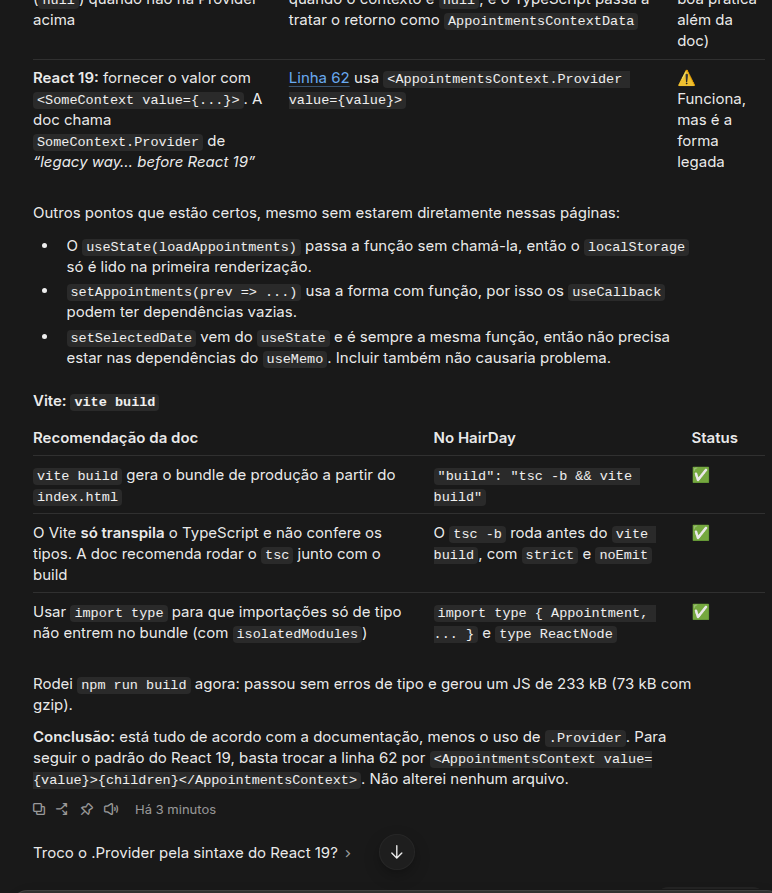 (null) quando não há Provider
acima
quando o contexto é null, e o TypeScript passa a
tratar o retorno como AppointmentsContextData
boa prática
além da
doc)
React 19: fornecer o valor com
<SomeContext value={...}>. A
doc chama
SomeContext.Provider de
“legacy way… before React 19”
Linha 62 usa <AppointmentsContext.Provider
value={value}>
⚠️
Funciona,
mas é a
forma
legada
Outros pontos que estão certos, mesmo sem estarem diretamente nessas páginas:
• O useState(loadAppointments) passa a função sem chamá-la, então o localStorage
só é lido na primeira renderização.
• setAppointments(prev => ...) usa a forma com função, por isso os useCallback
podem ter dependências vazias.
• setSelectedDate vem do useState e é sempre a mesma função, então não precisa
estar nas dependências do useMemo. Incluir também não causaria problema.
Vite: vite build
Recomendação da doc No HairDay Status
vite build gera o bundle de produção a partir do
index.html
"build": "tsc -b && vite
build"
✅
O Vite só transpila o TypeScript e não confere os
tipos. A doc recomenda rodar o tsc junto com o
build
O tsc -b roda antes do vite
build, com strict e noEmit
✅
Usar import type para que importações só de tipo
não entrem no bundle (com isolatedModules)
import type { Appointment,
... } e type ReactNode
✅
Rodei npm run build agora: passou sem erros de tipo e gerou um JS de 233 kB (73 kB com
gzip).
Conclusão: está tudo de acordo com a documentação, menos o uso de .Provider. Para
seguir o padrão do React 19, basta trocar a linha 62 por <AppointmentsContext value=
{value}>{children}</AppointmentsContext>. Não alterei nenhum arquivo.
Há 3 minutos
Troco o .Provider pela sintaxe do React 19? ›